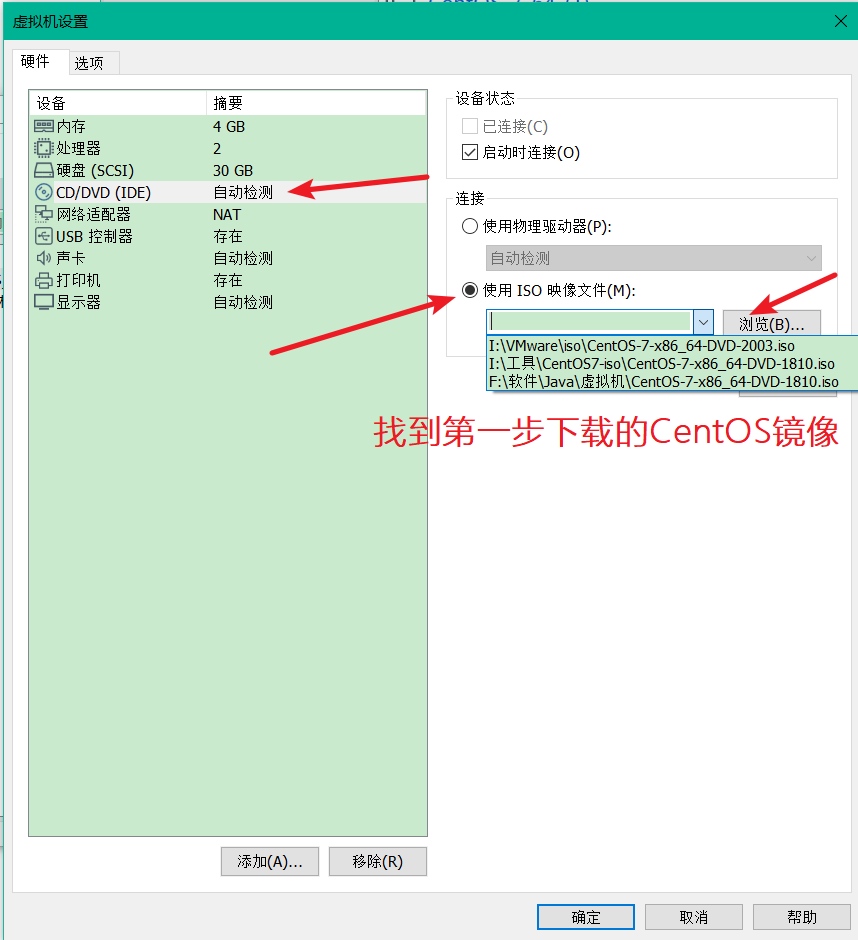 虚拟机设置
硬件 选项
设备 摘要
内存 4 GB
处理器 2
硬盘 (SCSI) 30 GB
CD/DVD (IDE) 自动检测
网络适配器 NAT
USB 控制器 存在
声卡 自动检测
打印机 存在
显示器 自动检测
添加(A)... 移除(R)
设备状态
已连接(C)
启动时连接(O)
连接
使用物理驱动器(P):
自动检测
使用 ISO 映像文件(M):
浏览(B)...
I:\VMware\iso\CentOS-7-x86_64-DVD-2003.iso
I:\工具\CentOS7-iso\CentOS-7-x86_64-DVD-1810.iso
F:\软件\Java\虚拟机\CentOS-7-x86_64-DVD-1810.iso
找到第一步下载的CentOS镜像
确定 取消 帮助